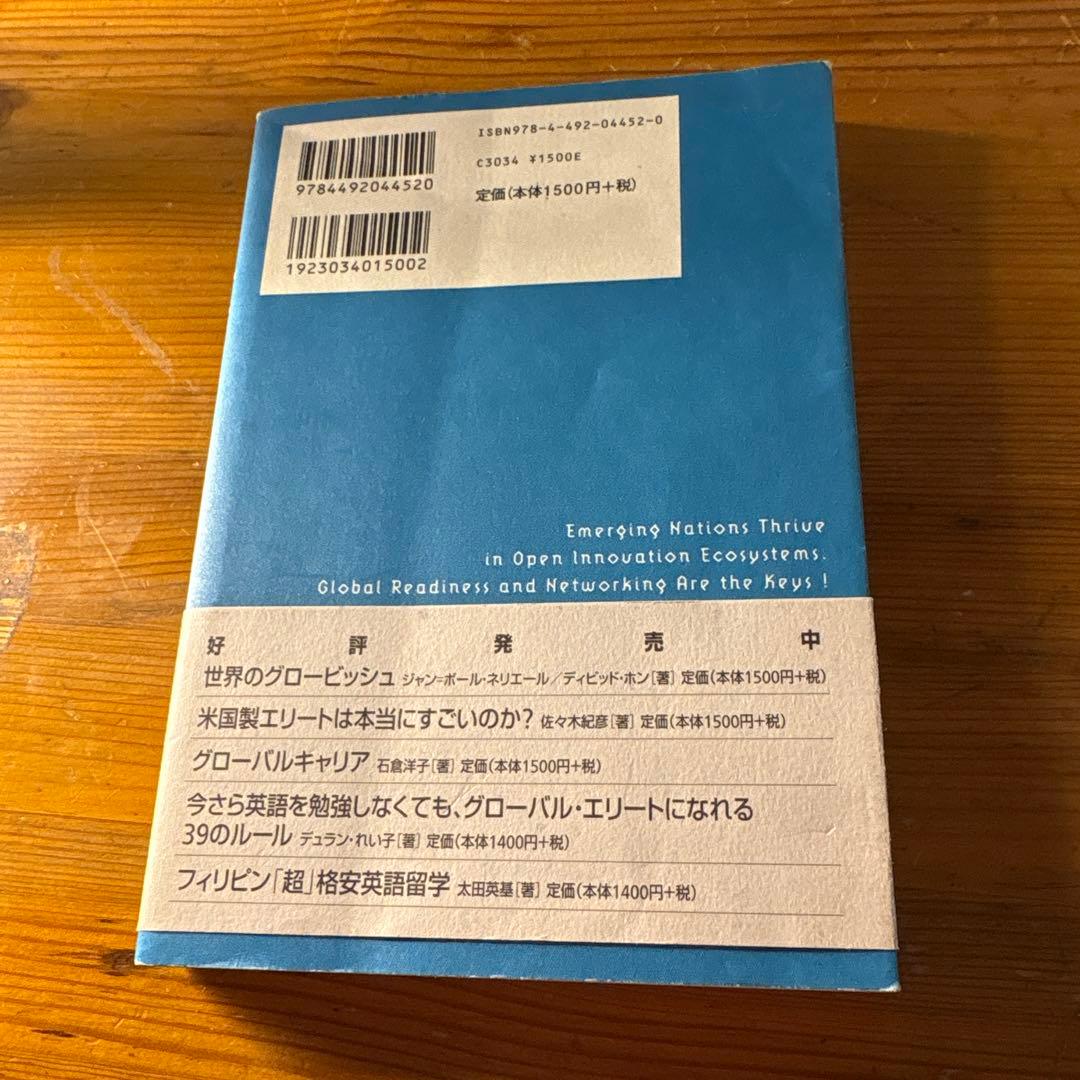 ISBN978-4-492-04452-0
C3034 ¥1500E
定価(本体1500円+税)
9784492044520
1923034015002
Emerging Nations Thrive
in Open Innovation Ecosystems.
Global Readiness and Networking Are the Keys !
好評発売中
世界のグロービッシュ ジャン=ポール・ネリエール/ディビッド・ホン[著] 定価(本体1500円+税)
米国製エリートは本当にすごいのか? 佐々木紀彦[著] 定価(本体1500円+税)
グローバルキャリア 石倉洋子[著] 定価(本体1500円+税)
今さら英語を勉強しなくても、グローバル・エリートになれる
39のルール デュラン・れい子[著] 定価(本体1400円+税)
フィリピン「超」格安英語留学 太田英基[著] 定価(本体1400円+税)